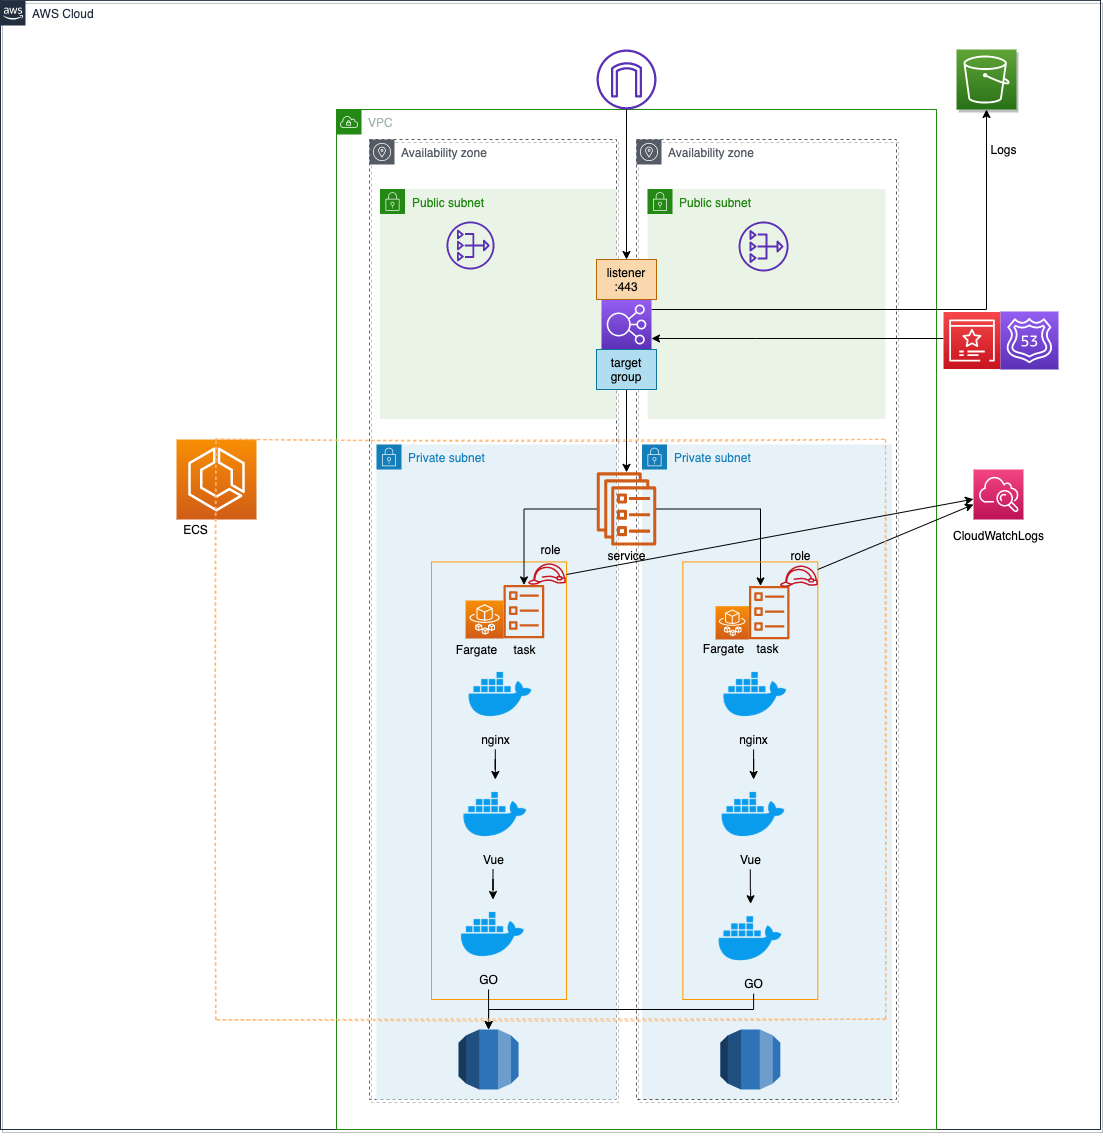 aws
AWS Cloud
VPC
Availability zone
Availability zone
Logs
Public subnet
Public subnet
listener
:443
53
target
group
Private subnet
Private subnet
ECS
CloudWatchLogs
service
role
role
Fargate task
Fargate task
nginx
nginx
Vue
Vue
GO
GO